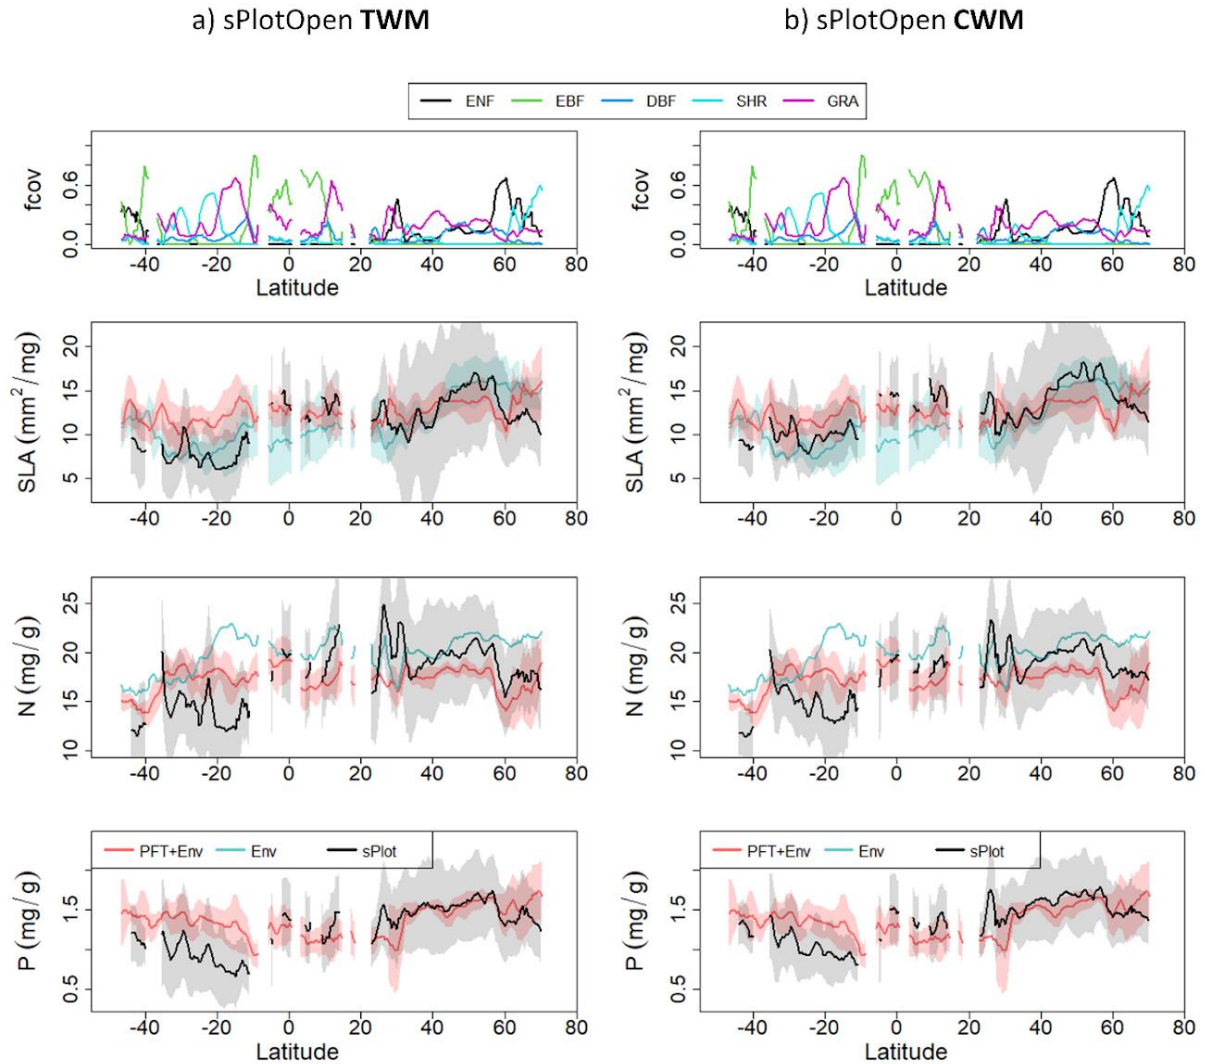 a) sPlotOpen TWM
b) sPlotOpen CWM
ENF EBF DBF SHR GRA
fcov
0.0 0.6
-40 -20 0 20 40 60 80
Latitude
fcov
0.0 0.6
-40 -20 0 20 40 60 80
Latitude
SLA (mm²/mg)
5 10 15 20
-40 -20 0 20 40 60 80
SLA (mm²/mg)
5 10 15 20
-40 -20 0 20 40 60 80
N (mg/g)
10 15 20 25
-40 -20 0 20 40 60 80
N (mg/g)
10 15 20 25
-40 -20 0 20 40 60 80
PFT+Env Env sPlot
P (mg/g)
0.5 1.5
-40 -20 0 20 40 60 80
Latitude
PFT+Env Env sPlot
P (mg/g)
0.5 1.5
-40 -20 0 20 40 60 80
Latitude